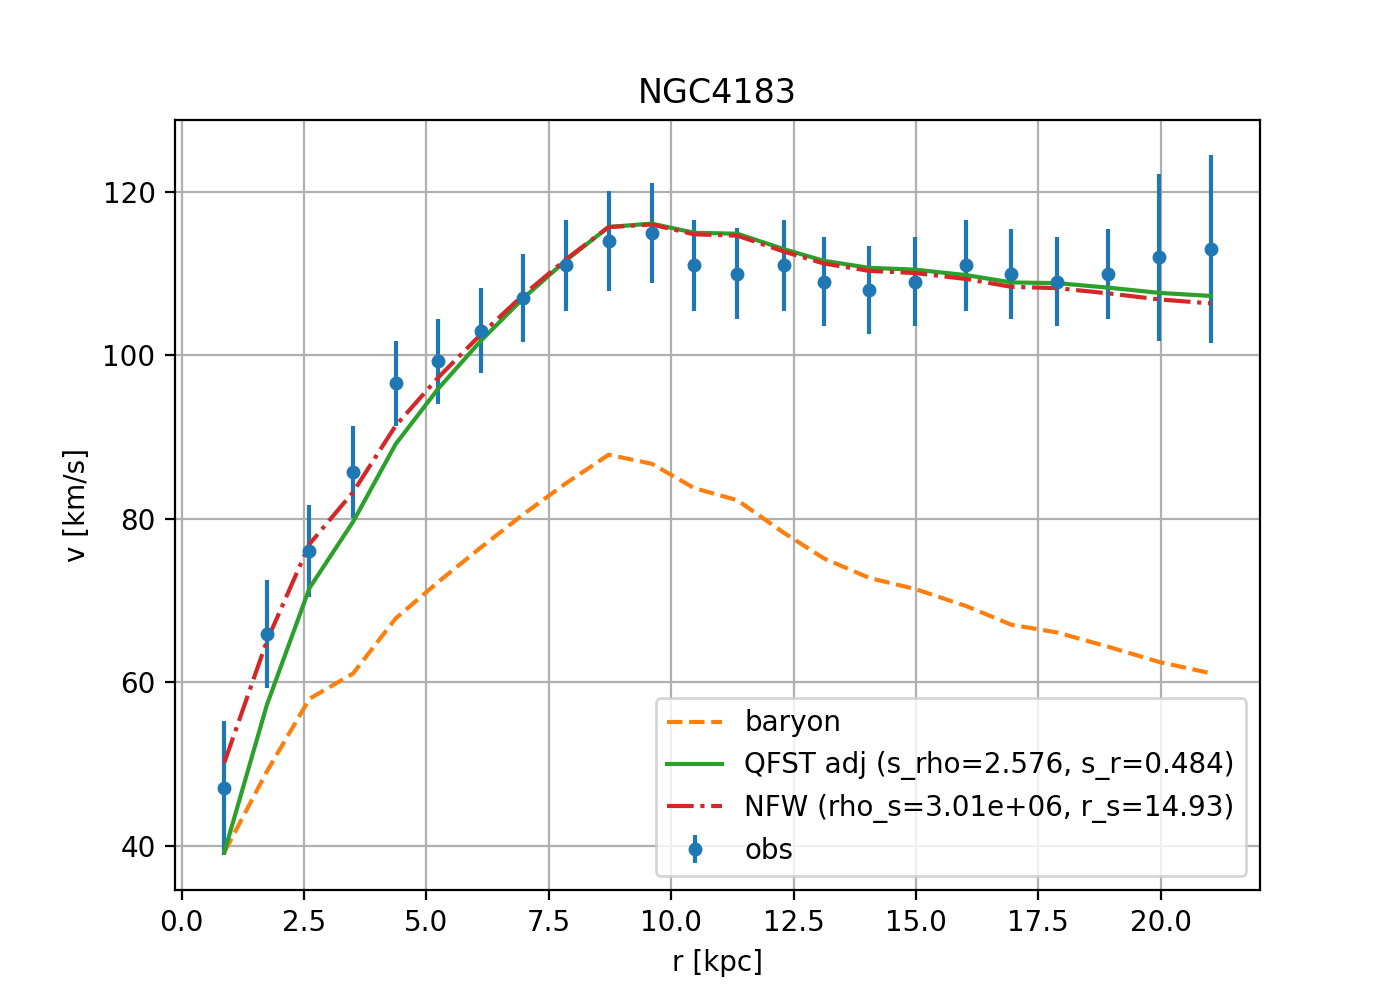 NGC4183
120
100
80
60
40
v [km/s]
baryon
QFST adj (s_rho=2.576, s_r=0.484)
NFW (rho_s=3.01e+06, r_s=14.93)
obs
0.0 2.5 5.0 7.5 10.0 12.5 15.0 17.5 20.0
r [kpc]